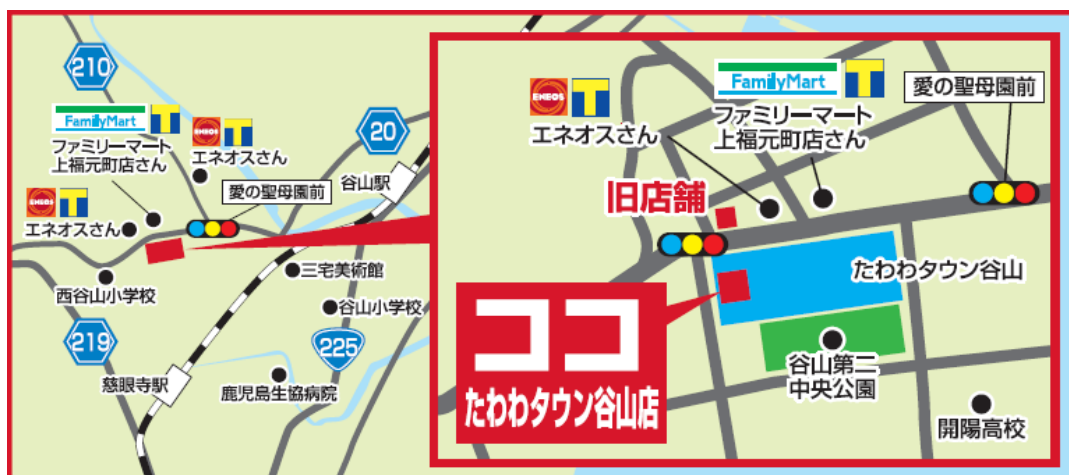 210
FamilyMart
ファミリーマート
上福元町店さん
ENEOS
エネオスさん
20
谷山駅
愛の聖母園前
ENEOS
エネオスさん
西谷山小学校
三宅美術館
谷山小学校
219
225
慈眼寺駅
鹿児島生協病院
ENEOS
エネオスさん
FamilyMart
ファミリーマート
上福元町店さん
愛の聖母園前
旧店舗
たわわタウン谷山
ココ
たわわタウン谷山店
谷山第二
中央公園
開陽高校